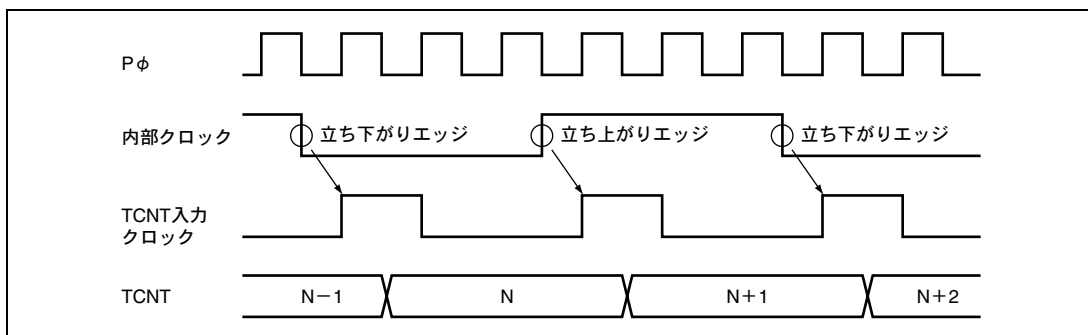 Pφ
内部クロック
立ち下がりエッジ
立ち上がりエッジ
立ち下がりエッジ
TCNT入力
クロック
TCNT
N－1
N
N＋1
N＋2